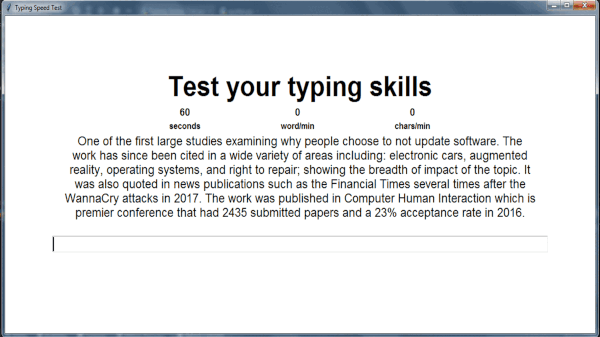 Typing Speed Test
Test your typing skills
60 0 0
seconds word/min chars/min
One of the first large studies examining why people choose to not update software. The
work has since been cited in a wide variety of areas including: electronic cars, augmented
reality, operating systems, and right to repair; showing the breadth of impact of the topic. It
was also quoted in news publications such as the Financial Times several times after the
WannaCry attacks in 2017. The work was published in Computer Human Interaction which is
premier conference that had 2435 submitted papers and a 23% acceptance rate in 2016.